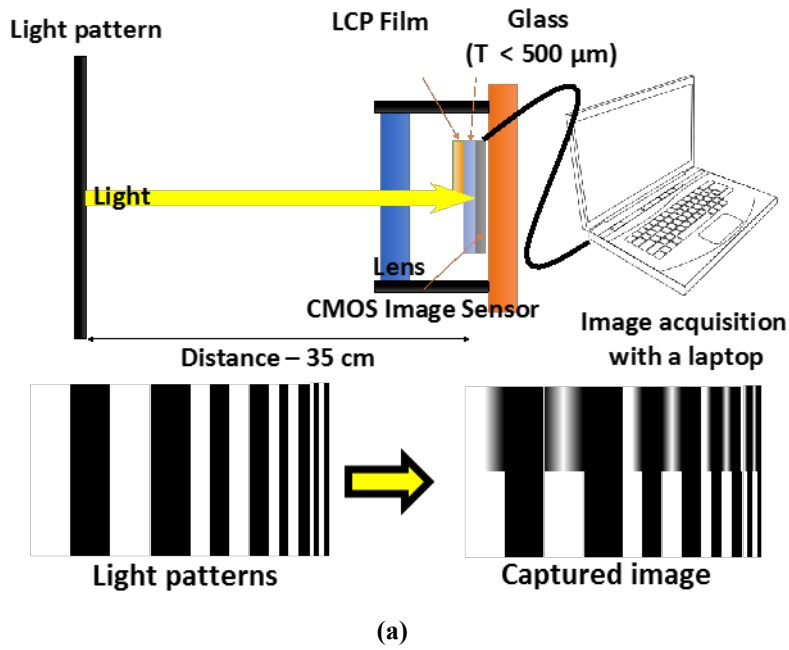 Light pattern
LCP Film
Glass
(T < 500 μm)
Light
Lens
CMOS Image Sensor
Distance – 35 cm
Image acquisition
with a laptop
Light patterns
Captured image
(a)